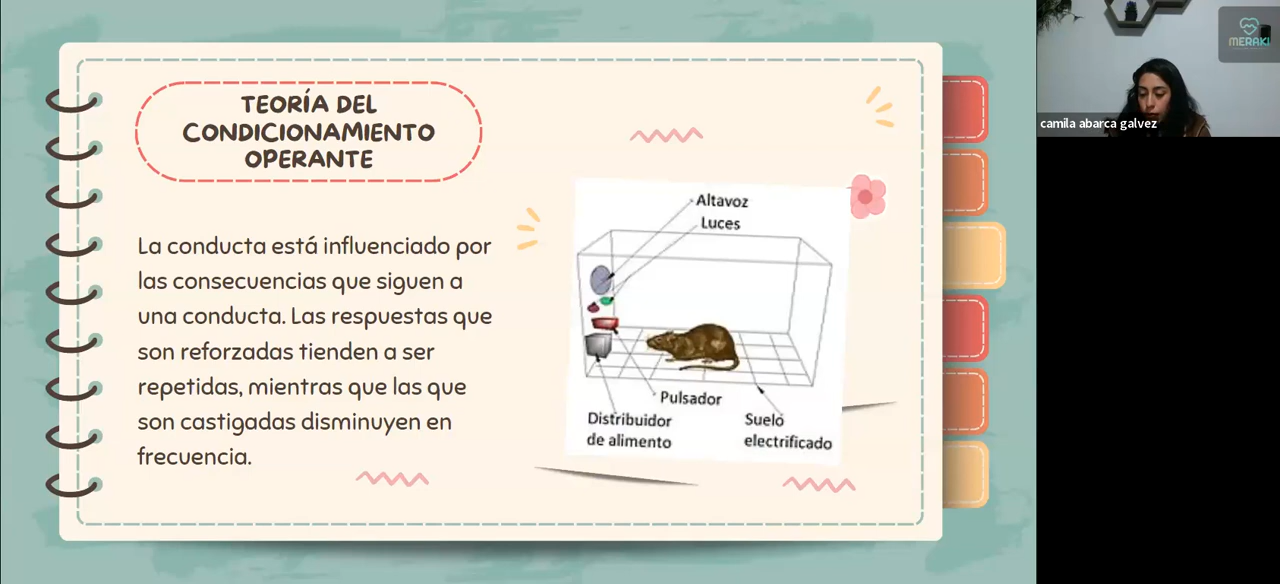 TEORÍA DEL
CONDICIONAMIENTO
OPERANTE
La conducta está influenciado por
las consecuencias que siguen a
una conducta. Las respuestas que
son reforzadas tienden a ser
repetidas, mientras que las que
son castigadas disminuyen en
frecuencia.
Altavoz
Luces
Pulsador
Distribuidor
de alimento
Suelo
electrificado
MERAKI
camila abarca galvez